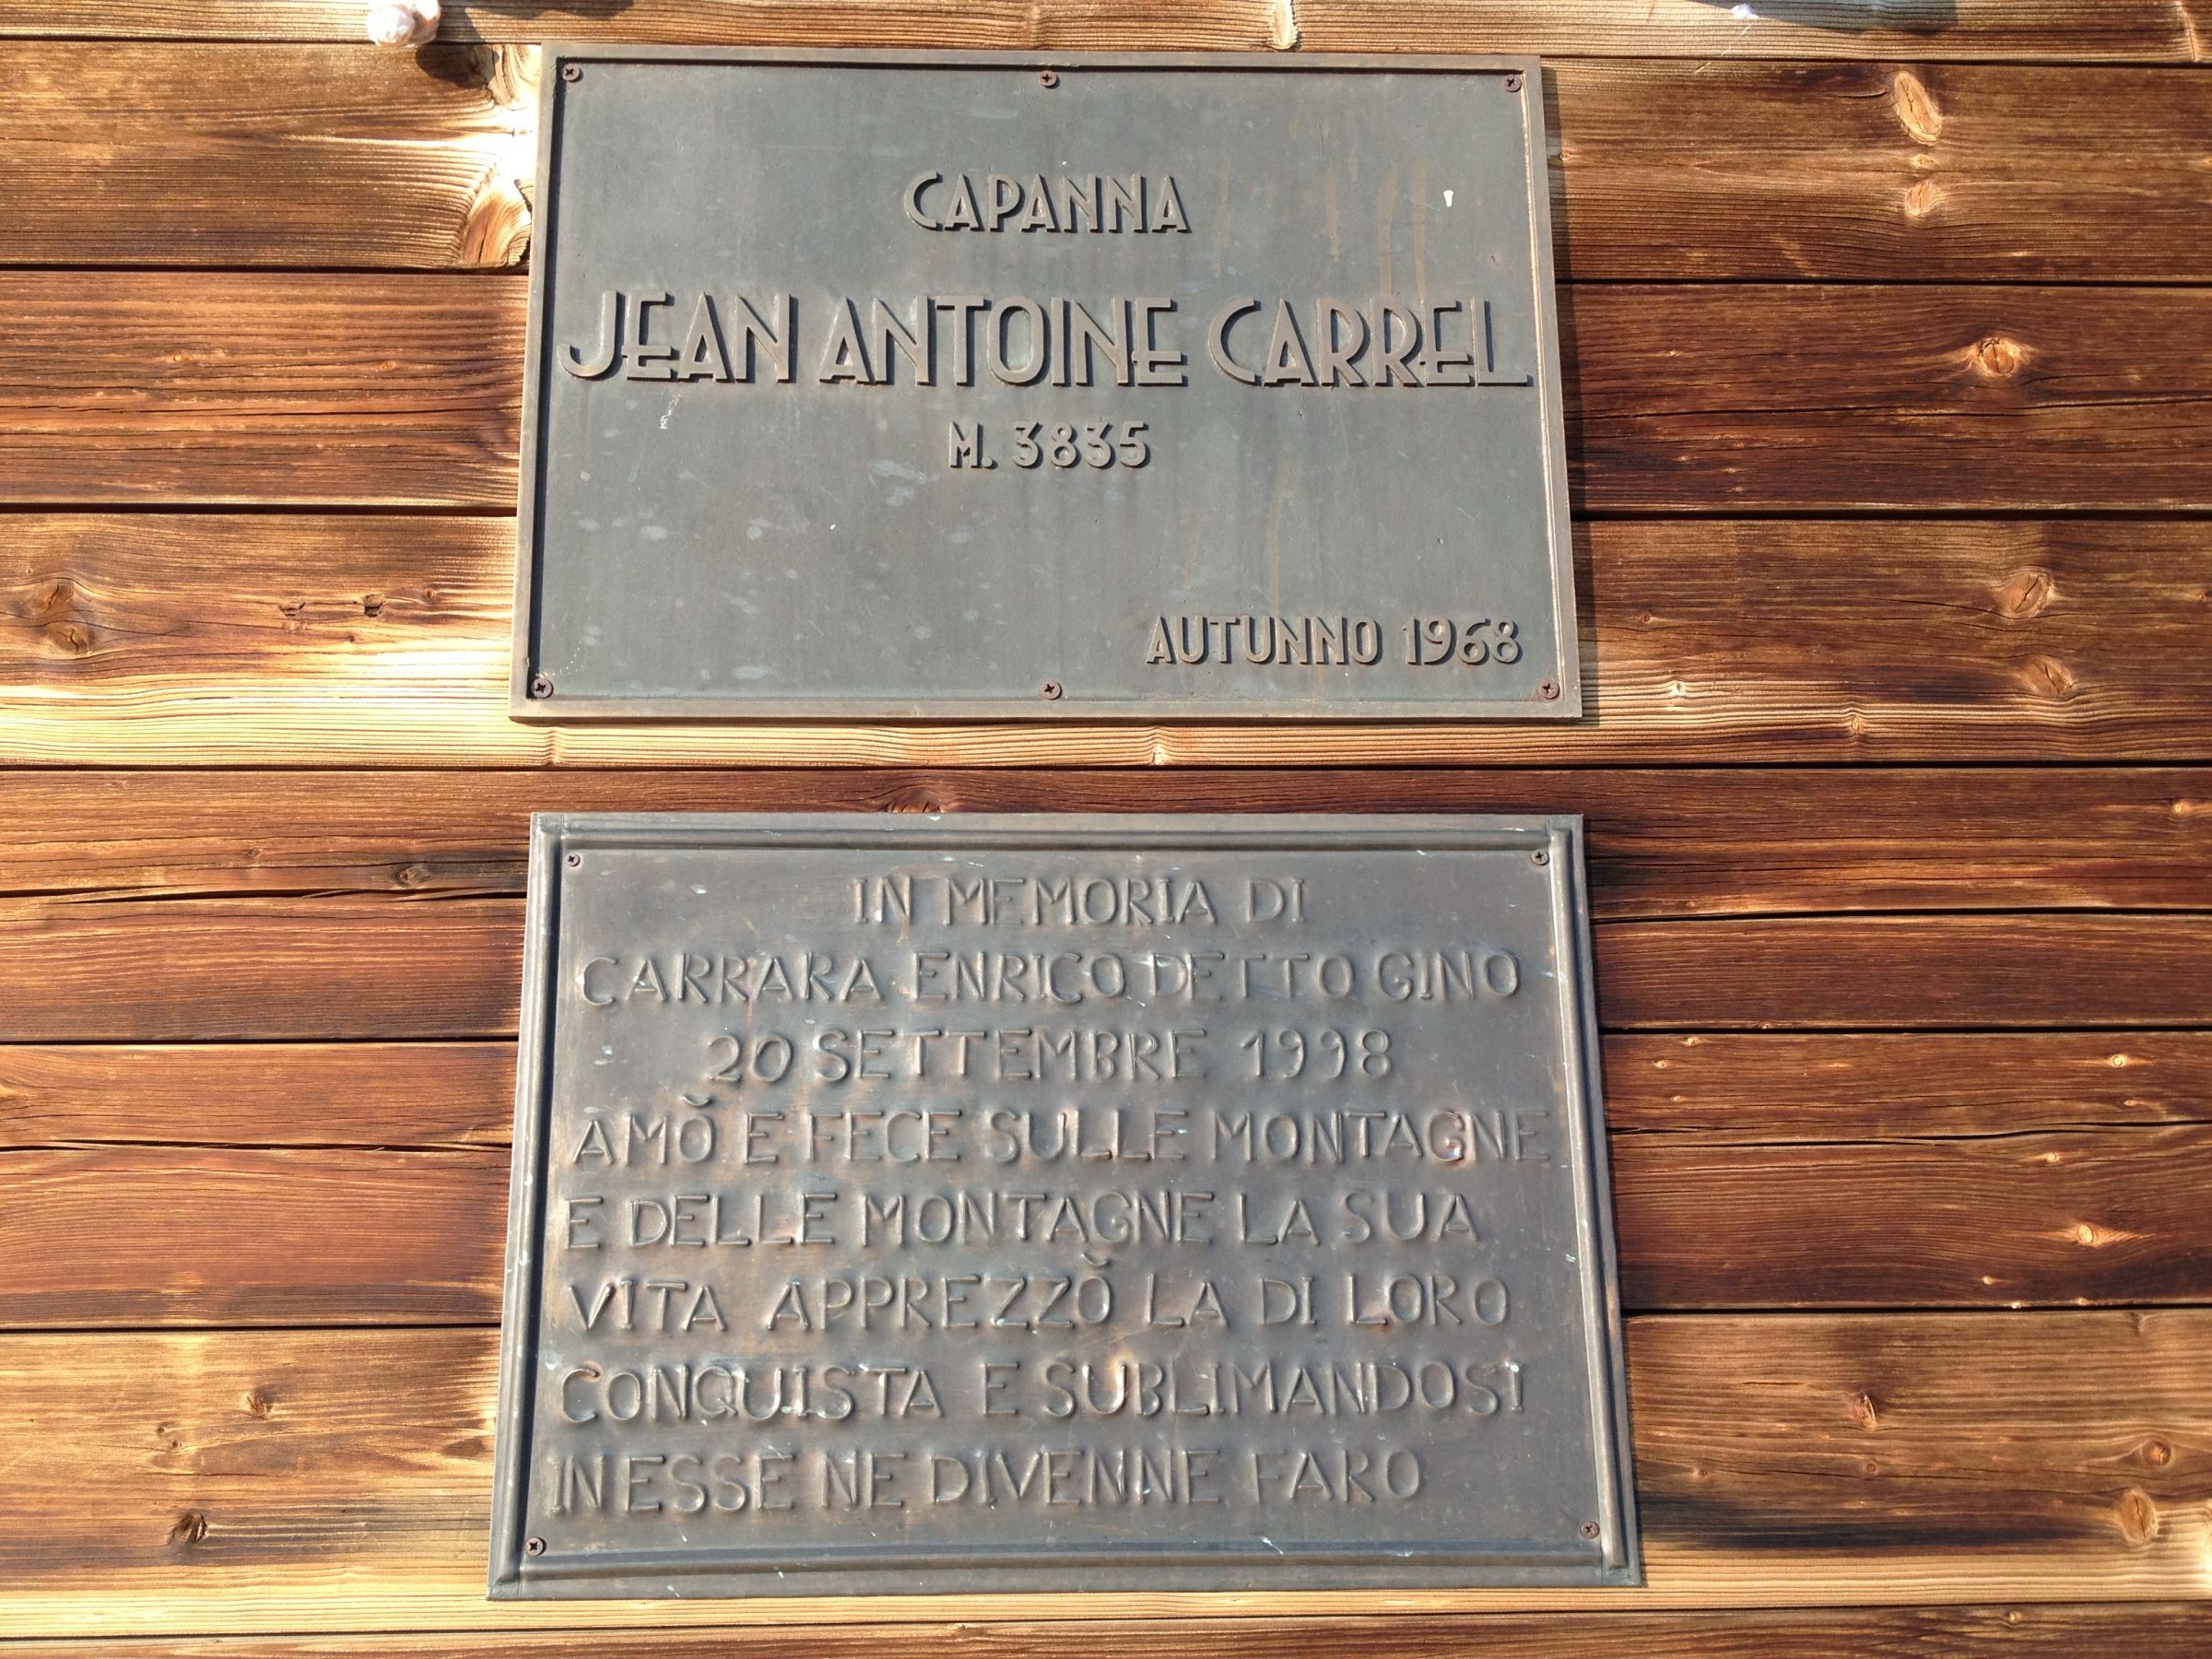 CAPANNA
JEAN ANTOINE CARREL
M. 3835
AUTUNNO 1968
IN MEMORIA DI
CARRARA ENRICO DETTO GINO
20 SETTEMBRE 1998
AMÒ E FECE SULLE MONTAGNE
E DELLE MONTAGNE LA SUA
VITA APPREZZÒ LA DI LORO
CONQUISTA E SUBLIMANDOSI
IN ESSE NE DIVENNE FARO